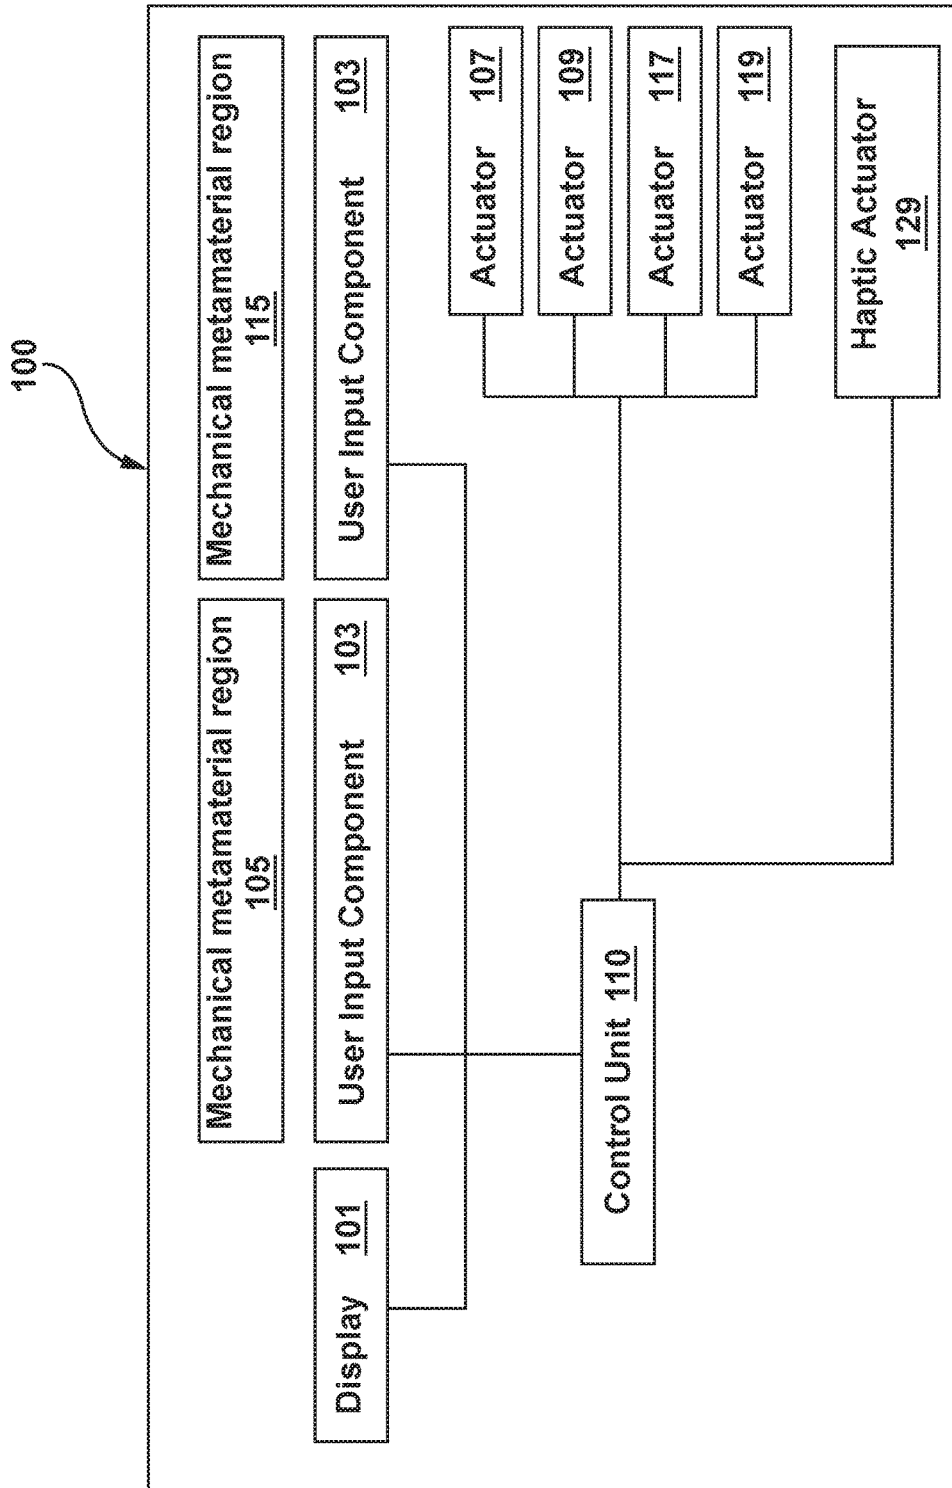 100
Mechanical metamaterial region
105
Mechanical metamaterial region
115
Display 101
User Input Component 103
User Input Component 103
Actuator 107
Actuator 109
Actuator 117
Actuator 119
Control Unit 110
Haptic Actuator
129